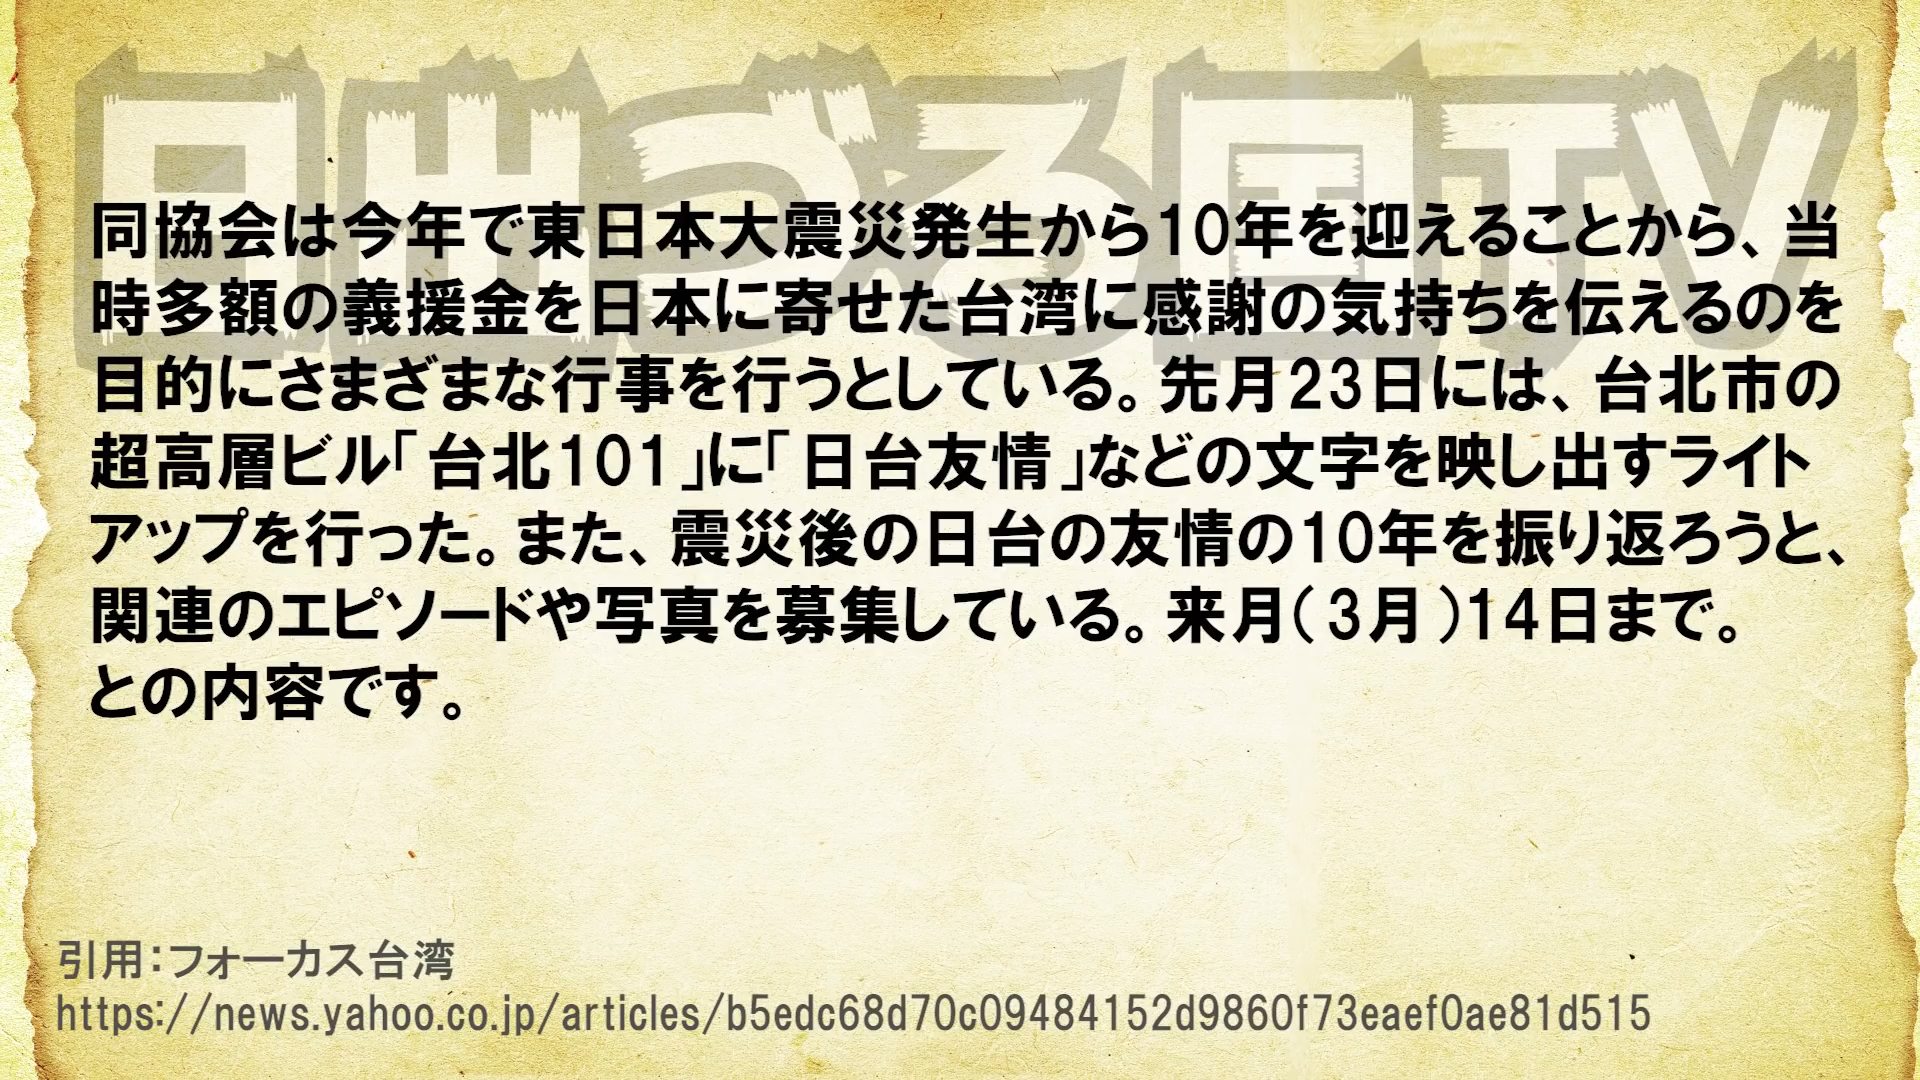 日出づる国TV
同協会は今年で東日本大震災発生から10年を迎えることから、当
時多額の義援金を日本に寄せた台湾に感謝の気持ちを伝えるのを
目的にさまざまな行事を行うとしている。先月23日には、台北市の
超高層ビル「台北101」に「日台友情」などの文字を映し出すライト
アップを行った。また、震災後の日台の友情の10年を振り返ろうと、
関連のエピソードや写真を募集している。来月(3月)14日まで。
との内容です。
引用：フォーカス台湾
https://news.yahoo.co.jp/articles/b5edc68d70c09484152d9860f73eaef0ae81d515